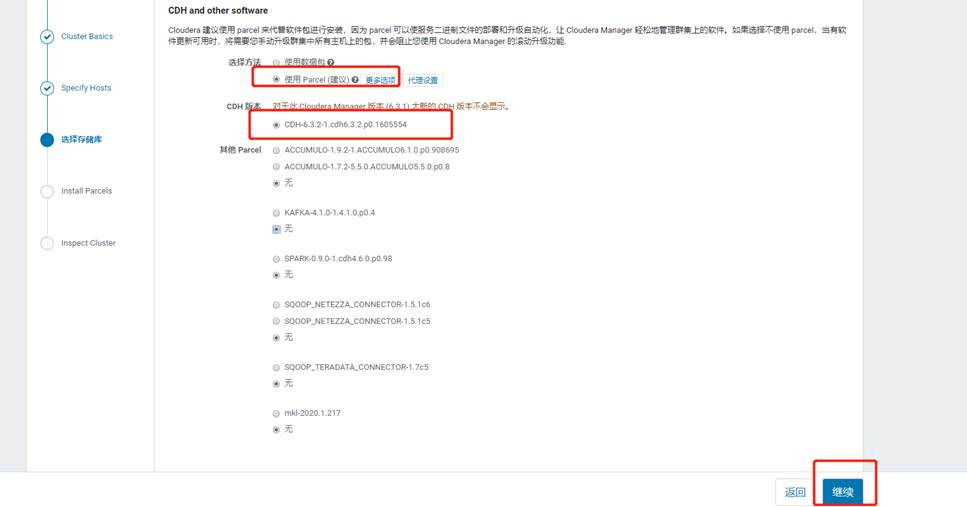 CDH and other software
Cloudera 建议使用 parcel 来代替软件包进行安装，因为 parcel 可以使服务二进制文件的部署和升级自动化，让 Cloudera Manager 轻松地管理群集上的软件。如果选择不使用 parcel，当有软
件更新可用时，将需要您手动升级群集中所有主机上的包，并会阻止您使用 Cloudera Manager 的滚动升级功能.
Cluster Basics
Specify Hosts
选择存储库
Install Parcels
Inspect Cluster
选择方法 使用数据包 ?
使用 Parcel (建议) ? 更多选项 代理设置
CDH 版本 对于此 Cloudera Manager 版本 (6.3.1) 太新的 CDH 版本不会显示。
CDH-6.3.2-1.cdh6.3.2.p0.1605554
其他 Parcel ACCUMULO-1.9.2-1.ACCUMULO6.1.0.p0.908695
ACCUMULO-1.7.2-5.5.0.ACCUMULO5.5.0.p0.8
无
KAFKA-4.1.0-1.4.1.0.p0.4
无
SPARK-0.9.0-1.cdh4.6.0.p0.98
无
SQOOP_NETEZZA_CONNECTOR-1.5.1c6
SQOOP_NETEZZA_CONNECTOR-1.5.1c5
无
SQOOP_TERADATA_CONNECTOR-1.7c5
无
mkl-2020.1.217
无
返回 继续